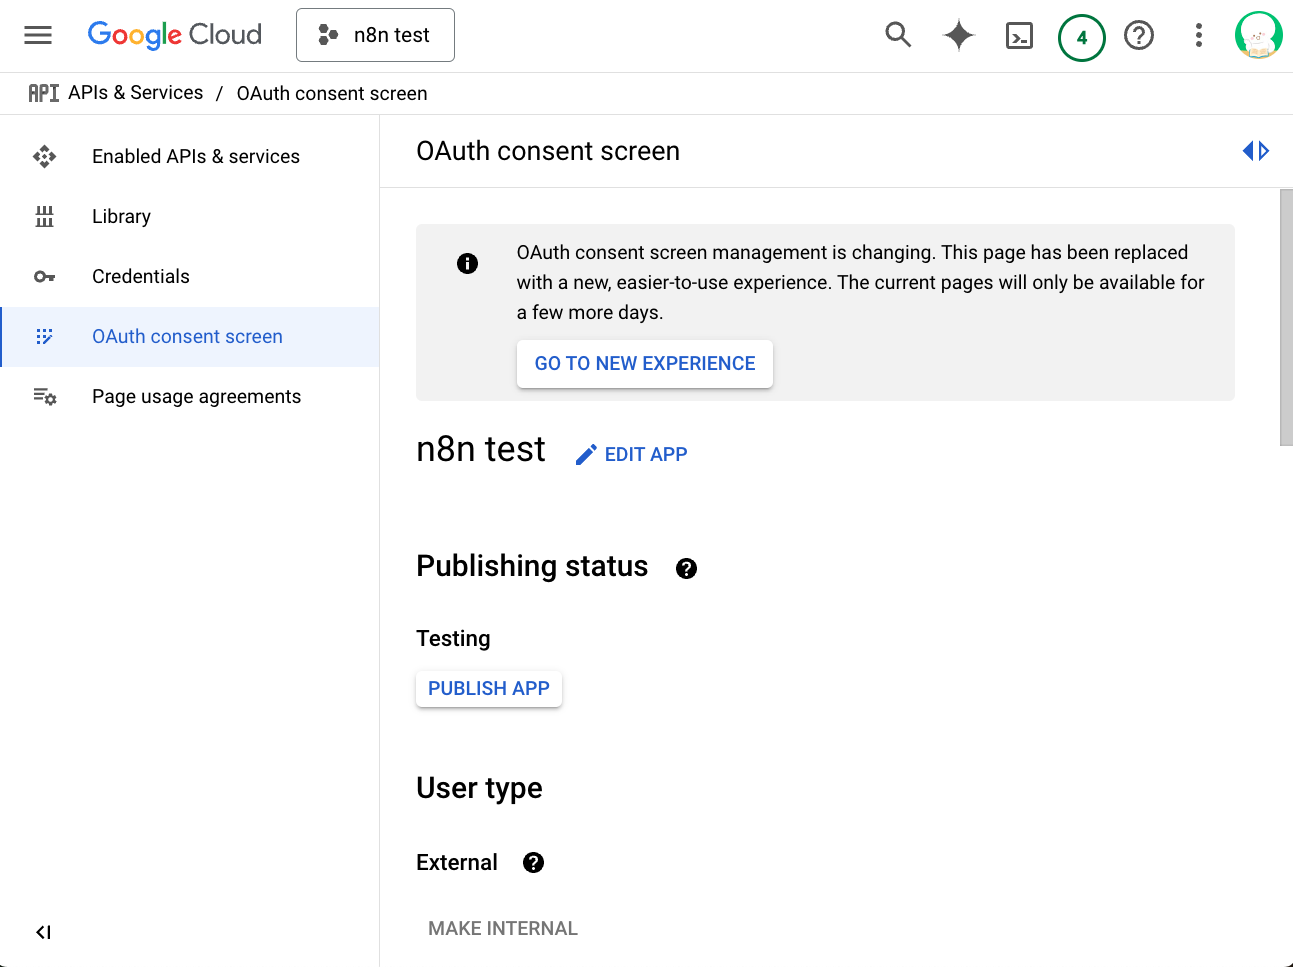 Google Cloud
n8n test
4
API APIs & Services / OAuth consent screen
Enabled APIs & services
Library
Credentials
OAuth consent screen
Page usage agreements
OAuth consent screen
OAuth consent screen management is changing. This page has been replaced
with a new, easier-to-use experience. The current pages will only be available for
a few more days.
GO TO NEW EXPERIENCE
n8n test
EDIT APP
Publishing status
Testing
PUBLISH APP
User type
External
MAKE INTERNAL